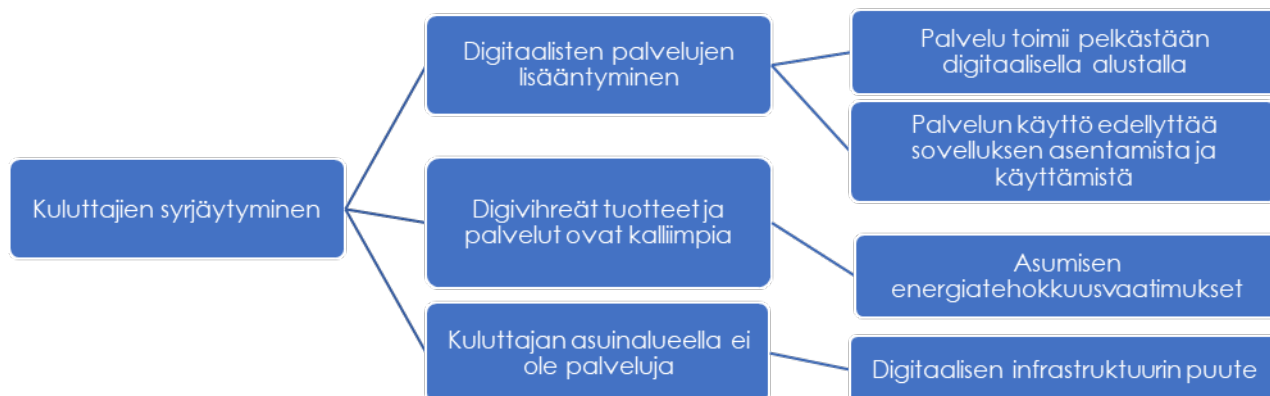 Kuluttajien syrjäytyminen
Digitaalisten palvelujen
lisääntyminen
Palvelu toimii pelkästään
digitaalisella alustalla
Palvelun käyttö edellyttää
sovelluksen asentamista ja
käyttämistä
Digivihreät tuotteet ja
palvelut ovat kalliimpia
Asumisen
energiatehokkuusvaatimukset
Kuluttajan asuinalueella ei
ole palveluja
Digitaalisen infrastruktuurin puute